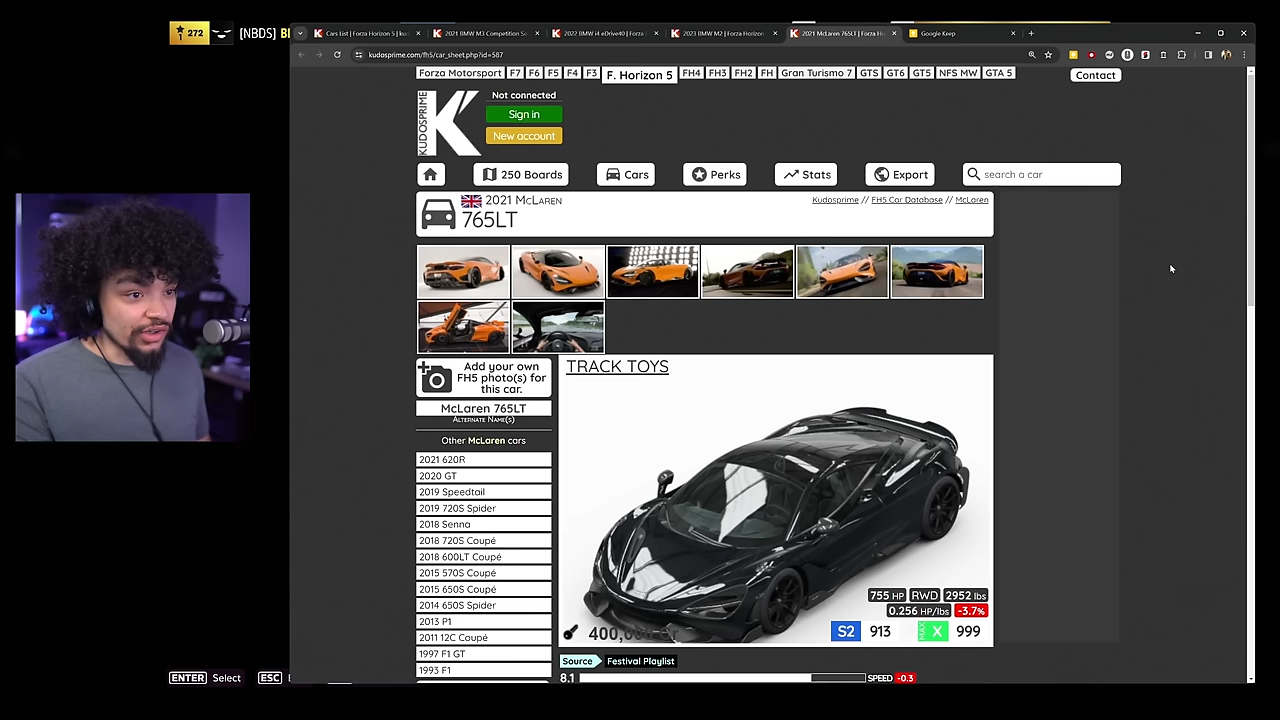 272
[NBDS]
Cars List | Forza Horizon 5 | kud
2021 BMW M3 Competition Se
2022 BMW i4 eDrive40 | Forza
2023 BMW M2 | Forza Horizon
2021 McLaren 765LT | Forza H
Google Keep
kudosprime.com/fh5/car_sheet.php?id=587
Forza Motorsport F7 F6 F5 F4 F3 F. Horizon 5 FH4 FH3 FH2 FH Gran Turismo 7 GTS GT6 GT5 NFS MW GTA 5
Contact
KUDOSPRIME K
Not connected
Sign in
New account
250 Boards Cars Perks Stats Export search a car
2021 McLaren
765LT
Kudosprime // FH5 Car Database // McLaren
Add your own
FH5 photo(s) for
this car.
McLaren 765LT
Alternate Name(s)
Other McLaren cars
2021 620R
2020 GT
2019 Speedtail
2019 720S Spider
2018 Senna
2018 720S Coupé
2018 600LT Coupé
2015 570S Coupé
2015 650S Coupé
2014 650S Spider
2013 P1
2011 12C Coupé
1997 F1 GT
1993 F1
TRACK TOYS
755 HP RWD 2952 lbs
0.256 HP/lbs -3.7%
S2 913 MAX X 999
Source Festival Playlist
8.1 SPEED -0.3
ENTER Select ESC